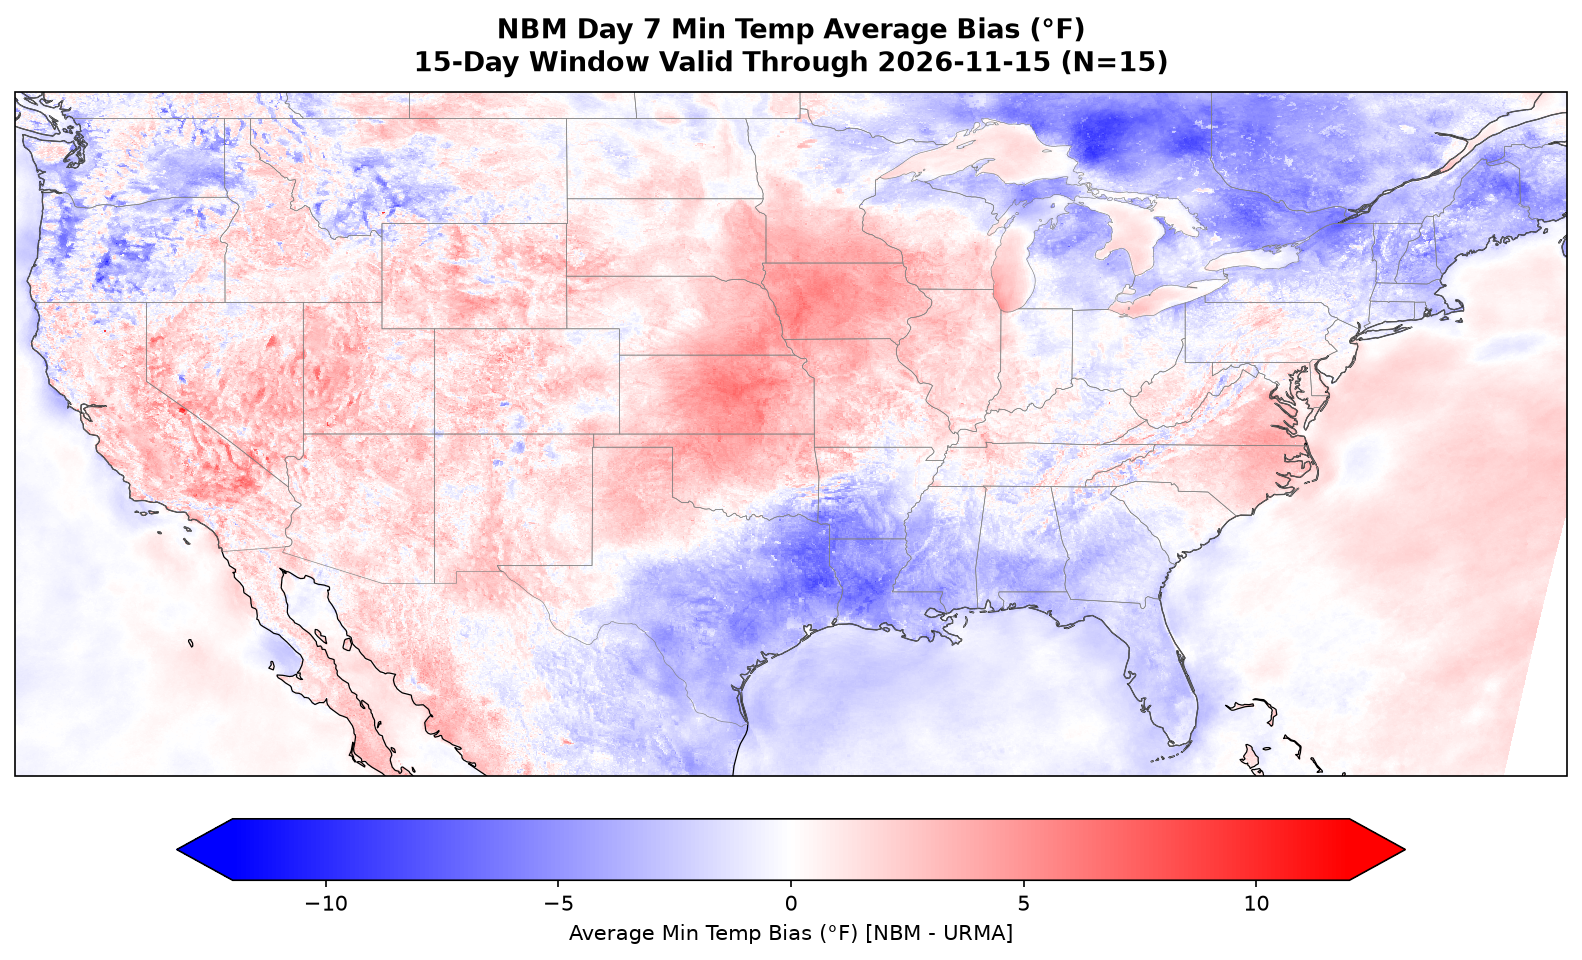 NBM Day 7 Min Temp Average Bias (°F)
15-Day Window Valid Through 2026-11-15 (N=15)
−10 −5 0 5 10
Average Min Temp Bias (°F) [NBM - URMA]